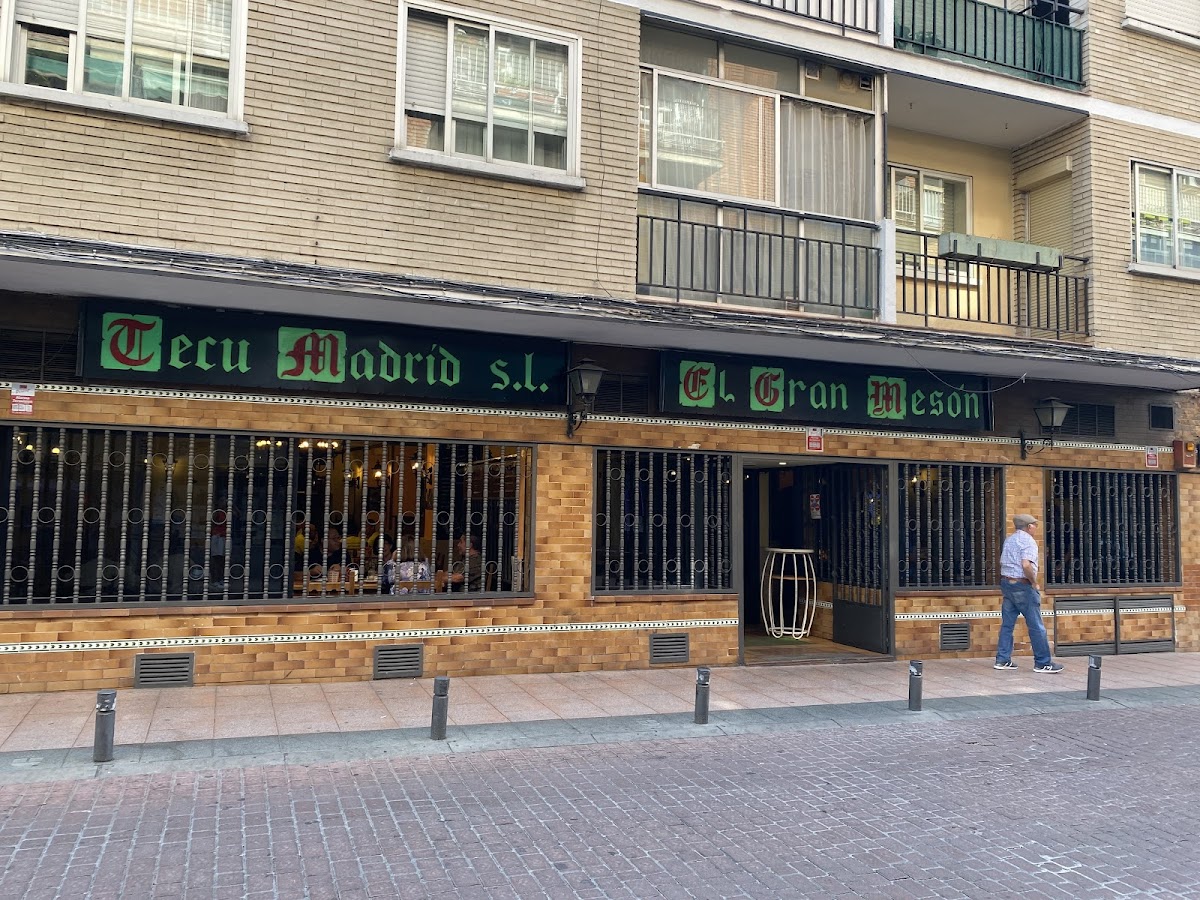 Tecu Madrid s.l.
El Gran Mesón